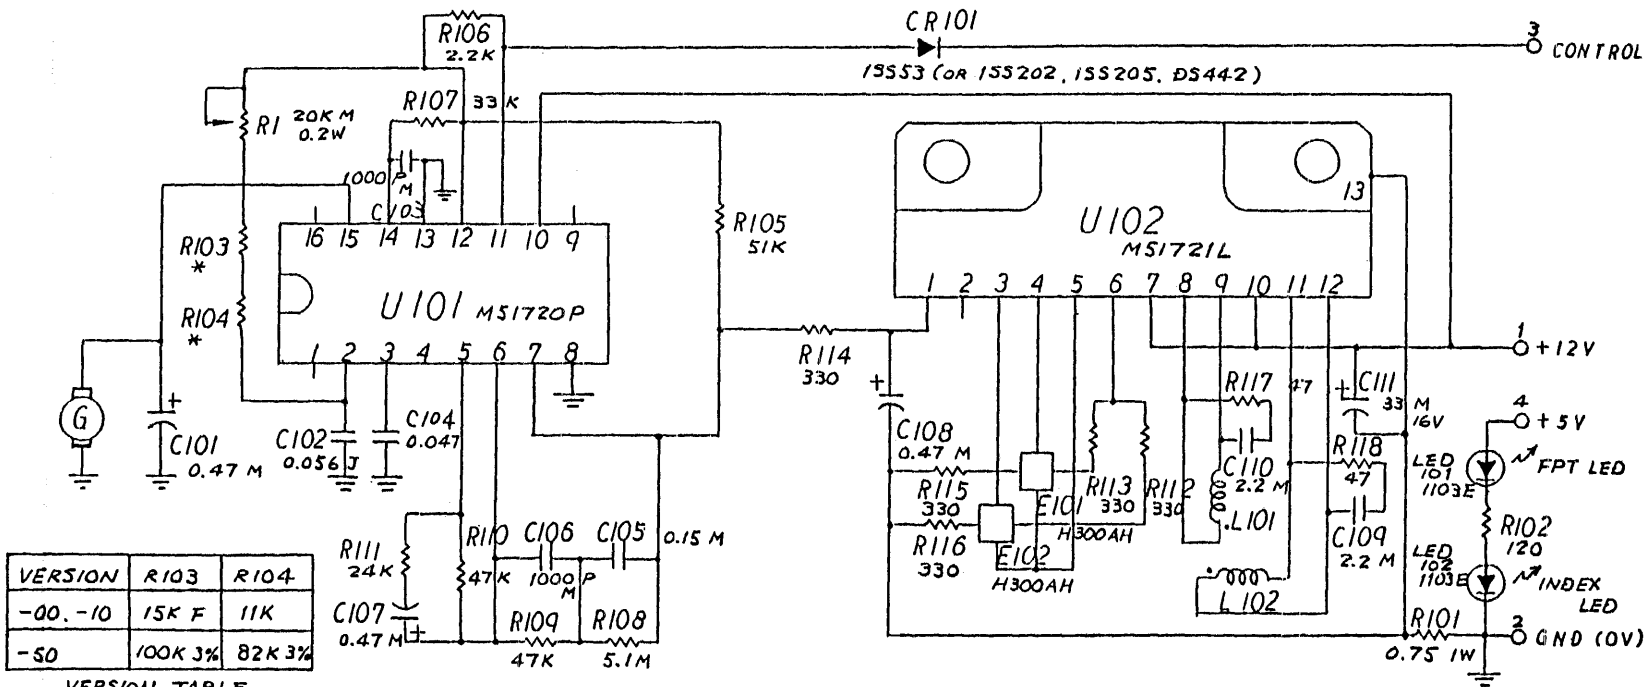 R106
2.2K
CR101
1SS53 (OR 1SS202, 1SS205, DS442)
3
CONTROL
R107 33K
R1 20K M
0.2W
1000 P
M
C103
16 15 14 13 12 11 10 9
R103
*
R104
*
U101 M51720P
1 2 3 4 5 6 7 8
R105
51K
13
U102
M51721L
1 2 3 4 5 6 7 8 9 10 11 12
R114
330
1
+12V
G
+
C101
0.47 M
C102
0.056 J
C104
0.047
+
C108
0.47 M
R117 47
C110
2.2 M
+
C111
33 M
16V
4
+5V
R118
47
LED
101
1103E
FPT LED
R115
330
R116
330
E101
H300AH
E102
H300AH
R113
330
R112
330
L101
L102
C109
2.2 M
R102
120
LED
102
1103E
INDEX
LED
R111
24K
R110
47K
C106
1000 P
M
C105
0.15 M
C107
0.47 M
+
R109
47K
R108
5.1M
R101
0.75 1W
2
GND (0V)
VERSION R103 R104
-00.-10 15K F 11K
-50 100K 3% 82K 3%
VERSION TABLE